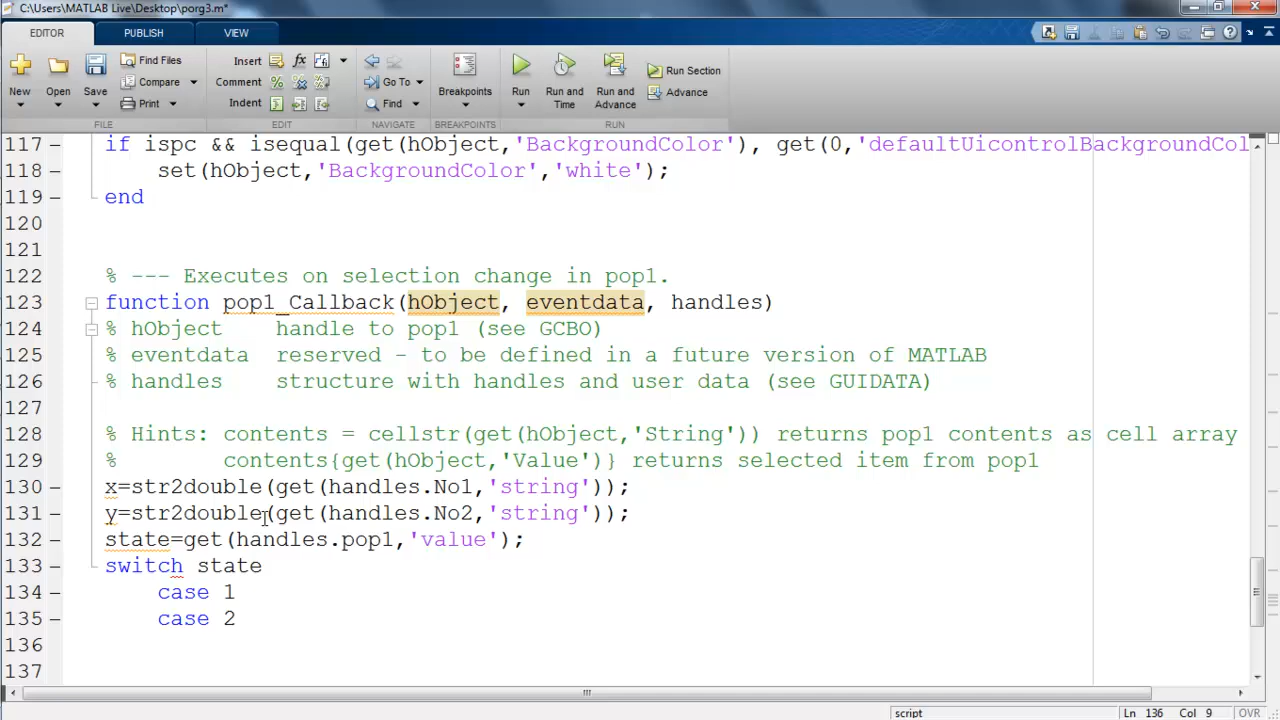 C:\Users\MATLAB Live\Desktop\porg3.m*
EDITOR PUBLISH VIEW
New Open Save Find Files Compare Print
Insert fx Comment Indent
Go To Find
Breakpoints
Run Run and Time Run and Advance Run Section Advance
FILE EDIT NAVIGATE BREAKPOINTS RUN
117 – if ispc && isequal(get(hObject,'BackgroundColor'), get(0,'defaultUicontrolBackgroundCol
118 – set(hObject,'BackgroundColor','white');
119 – end
120
121
122 % --- Executes on selection change in pop1.
123 function pop1_Callback(hObject, eventdata, handles)
124 % hObject    handle to pop1 (see GCBO)
125 % eventdata  reserved - to be defined in a future version of MATLAB
126 % handles    structure with handles and user data (see GUIDATA)
127
128 % Hints: contents = cellstr(get(hObject,'String')) returns pop1 contents as cell array
129 %        contents{get(hObject,'Value')} returns selected item from pop1
130 – x=str2double(get(handles.No1,'string'));
131 – y=str2double(get(handles.No2,'string'));
132 – state=get(handles.pop1,'value');
133 – switch state
134 – case 1
135 – case 2
136
137
script Ln 136 Col 9 OVR